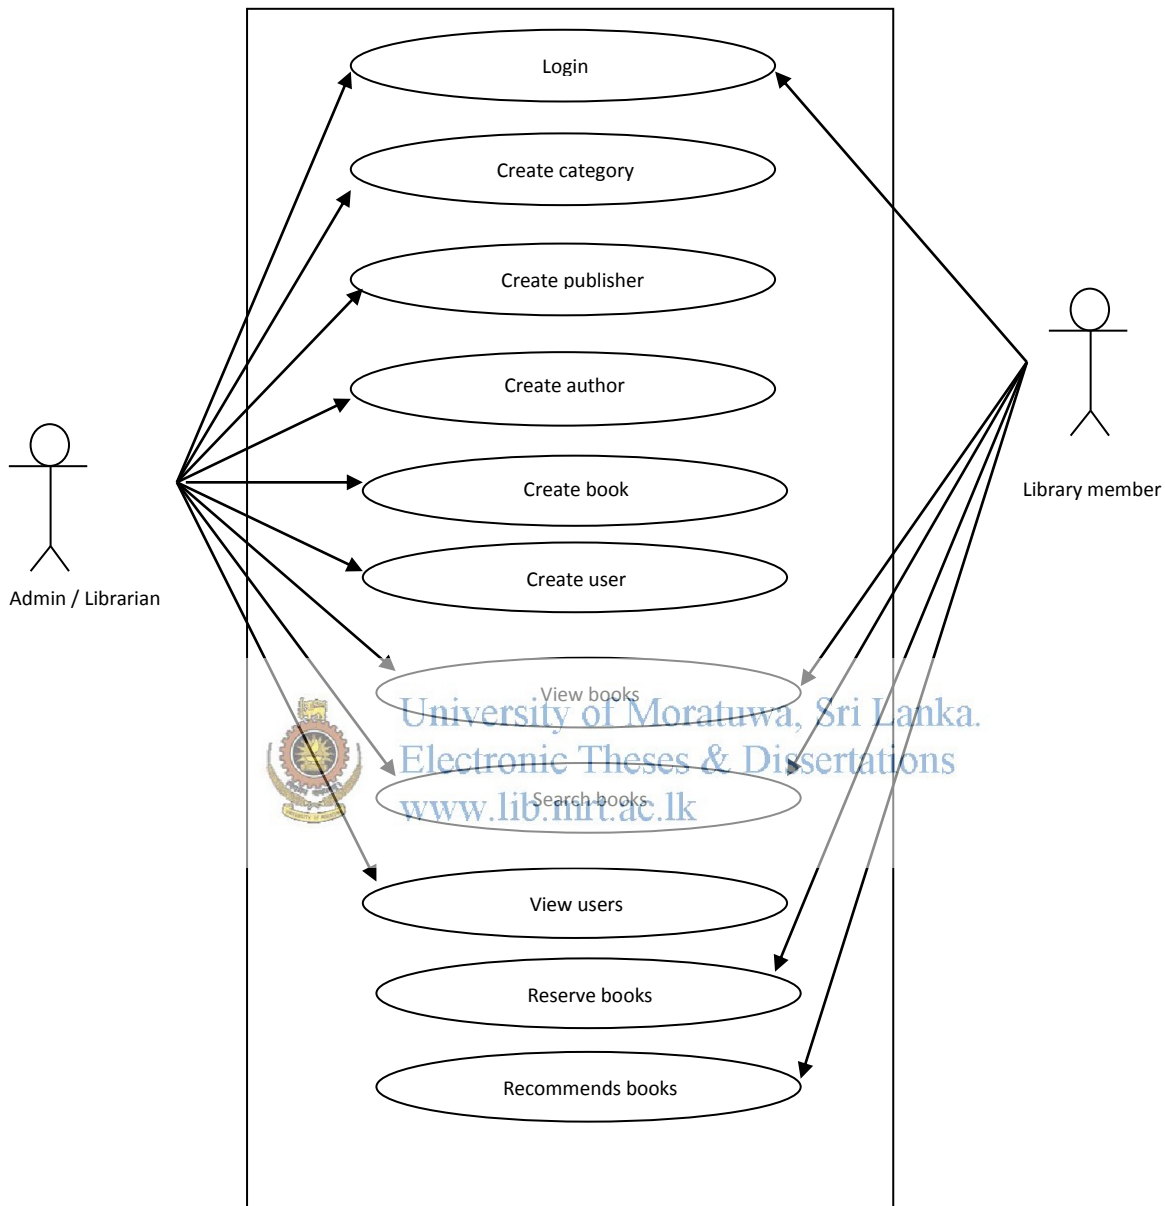 Login
Create category
Create publisher
Create author
Create book
Library member
Create user
Admin / Librarian
View books
University of Moratuwa, Sri Lanka.
Electronic Theses & Dissertations
Search books
www.lib.mrt.ac.lk
View users
Reserve books
Recommends books